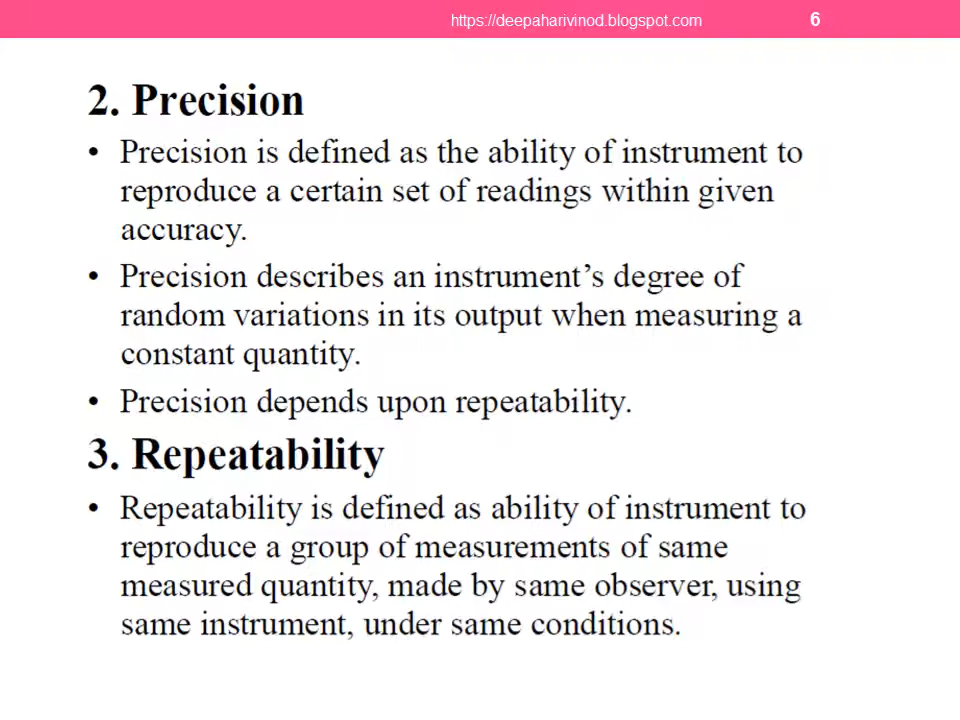 https://deepaharivinod.blogspot.com 6
2. Precision
• Precision is defined as the ability of instrument to
reproduce a certain set of readings within given
accuracy.
• Precision describes an instrument’s degree of
random variations in its output when measuring a
constant quantity.
• Precision depends upon repeatability.
3. Repeatability
• Repeatability is defined as ability of instrument to
reproduce a group of measurements of same
measured quantity, made by same observer, using
same instrument, under same conditions.